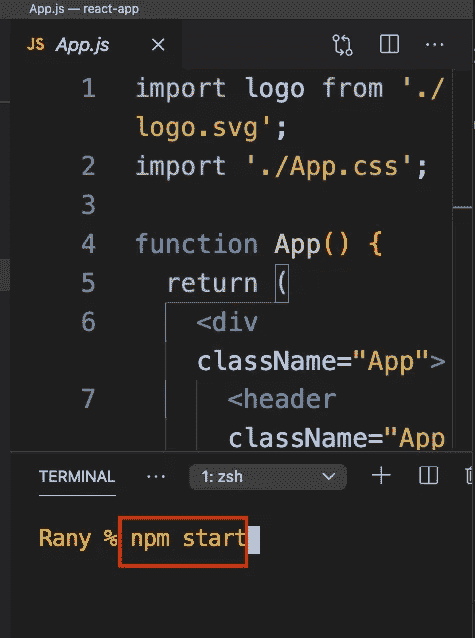 App.js — react-app
JS App.js ×
1 import logo from './
logo.svg';
2 import './App.css';
3
4 function App() {
5 return (
6 <div
className="App">
7 <header
className="App
TERMINAL ... 1: zsh
Rany % npm start